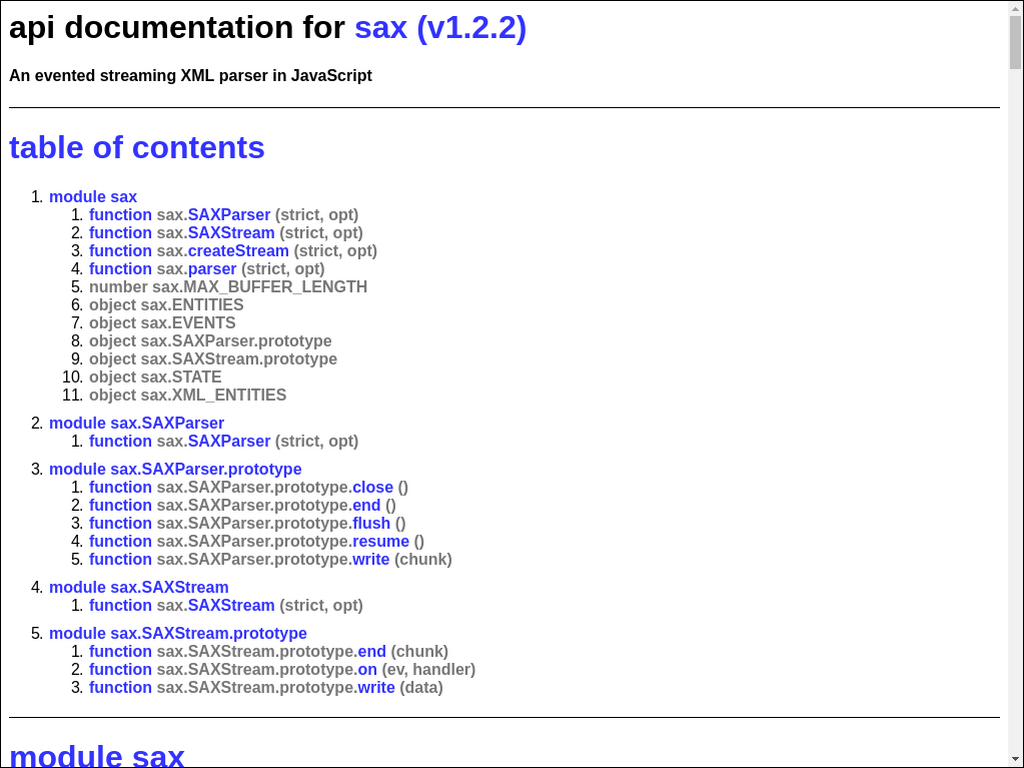 api documentation for sax (v1.2.2)
An evented streaming XML parser in JavaScript
table of contents
1. module sax
1. function sax.SAXParser (strict, opt)
2. function sax.SAXStream (strict, opt)
3. function sax.createStream (strict, opt)
4. function sax.parser (strict, opt)
5. number sax.MAX_BUFFER_LENGTH
6. object sax.ENTITIES
7. object sax.EVENTS
8. object sax.SAXParser.prototype
9. object sax.SAXStream.prototype
10. object sax.STATE
11. object sax.XML_ENTITIES
2. module sax.SAXParser
1. function sax.SAXParser (strict, opt)
3. module sax.SAXParser.prototype
1. function sax.SAXParser.prototype.close ()
2. function sax.SAXParser.prototype.end ()
3. function sax.SAXParser.prototype.flush ()
4. function sax.SAXParser.prototype.resume ()
5. function sax.SAXParser.prototype.write (chunk)
4. module sax.SAXStream
1. function sax.SAXStream (strict, opt)
5. module sax.SAXStream.prototype
1. function sax.SAXStream.prototype.end (chunk)
2. function sax.SAXStream.prototype.on (ev, handler)
3. function sax.SAXStream.prototype.write (data)
module sax